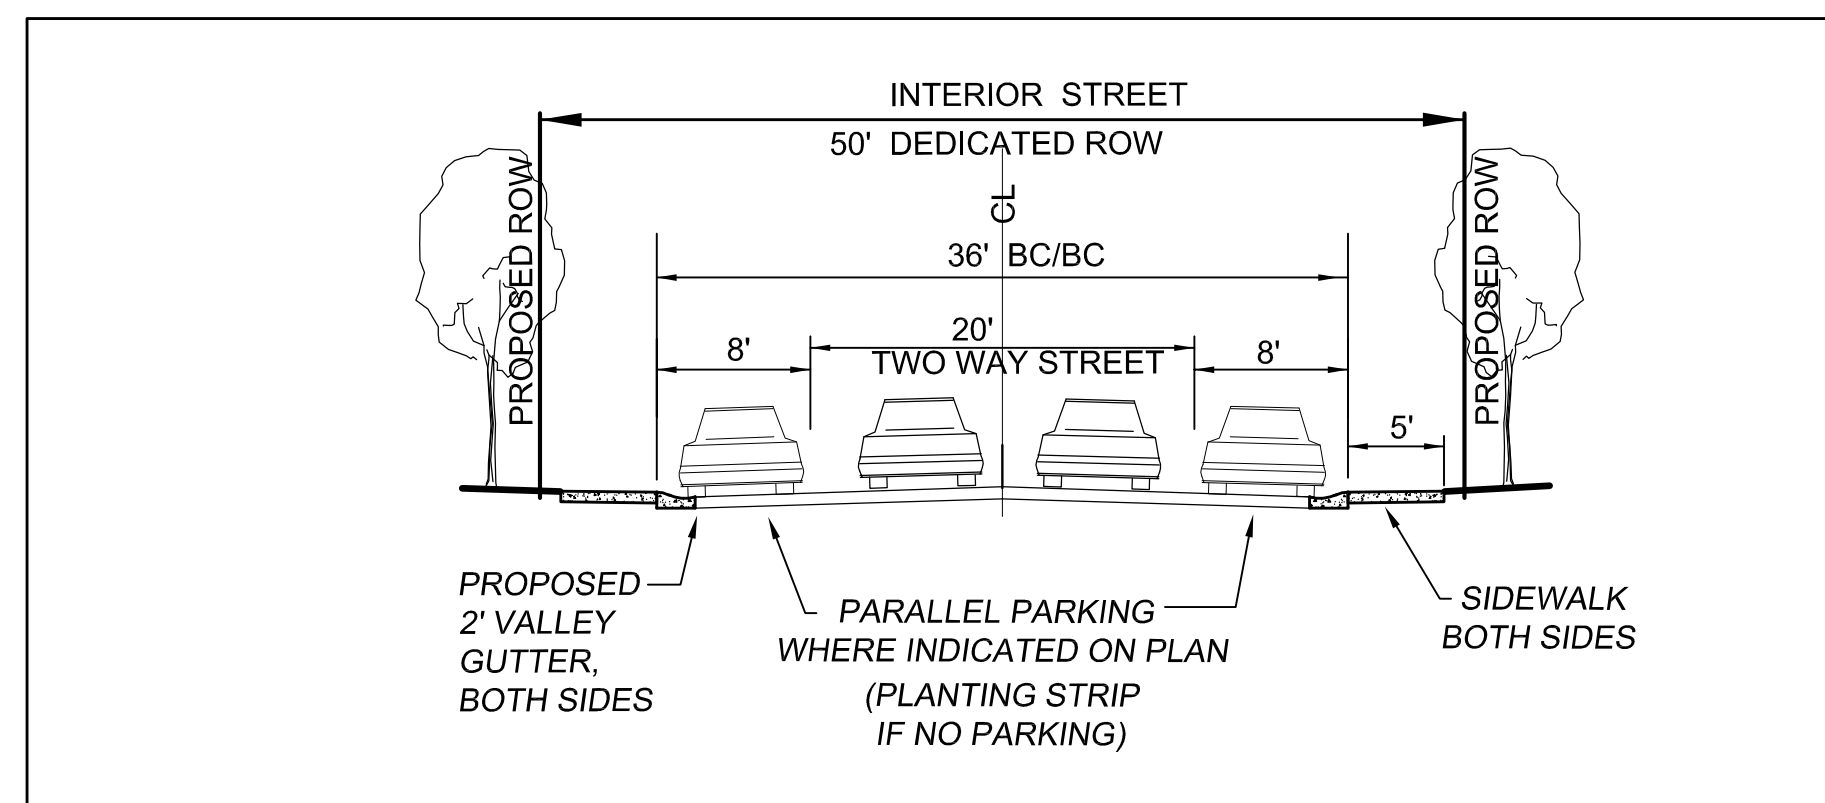 INTERIOR STREET
50' DEDICATED ROW
PROPOSED ROW
CL
PROPOSED ROW
36' BC/BC
20'
8'
TWO WAY STREET
8'
5'
PROPOSED
2' VALLEY
GUTTER,
BOTH SIDES
PARALLEL PARKING
WHERE INDICATED ON PLAN
(PLANTING STRIP
IF NO PARKING)
SIDEWALK
BOTH SIDES